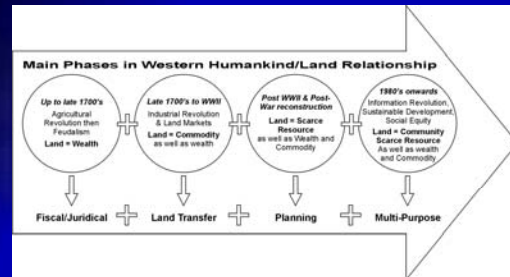 Main Phases in Western Humankind/Land Relationship
Up to late 1700's
Agricultural
Revolution then
Feudalism
Land = Wealth
Late 1700's to WWII
Industrial Revolution
& Land Markets
Land = Commodity
as well as wealth
Post WWII & Post-
War reconstruction
Land = Scarce
Resource
as well as Wealth and
Commodity
1980's onwards
Information Revolution,
Sustainable Development,
Social Equity
Land = Community
Scarce Resource
As well as wealth
and Commodity
Fiscal/Juridical
Land Transfer
Planning
Multi-Purpose